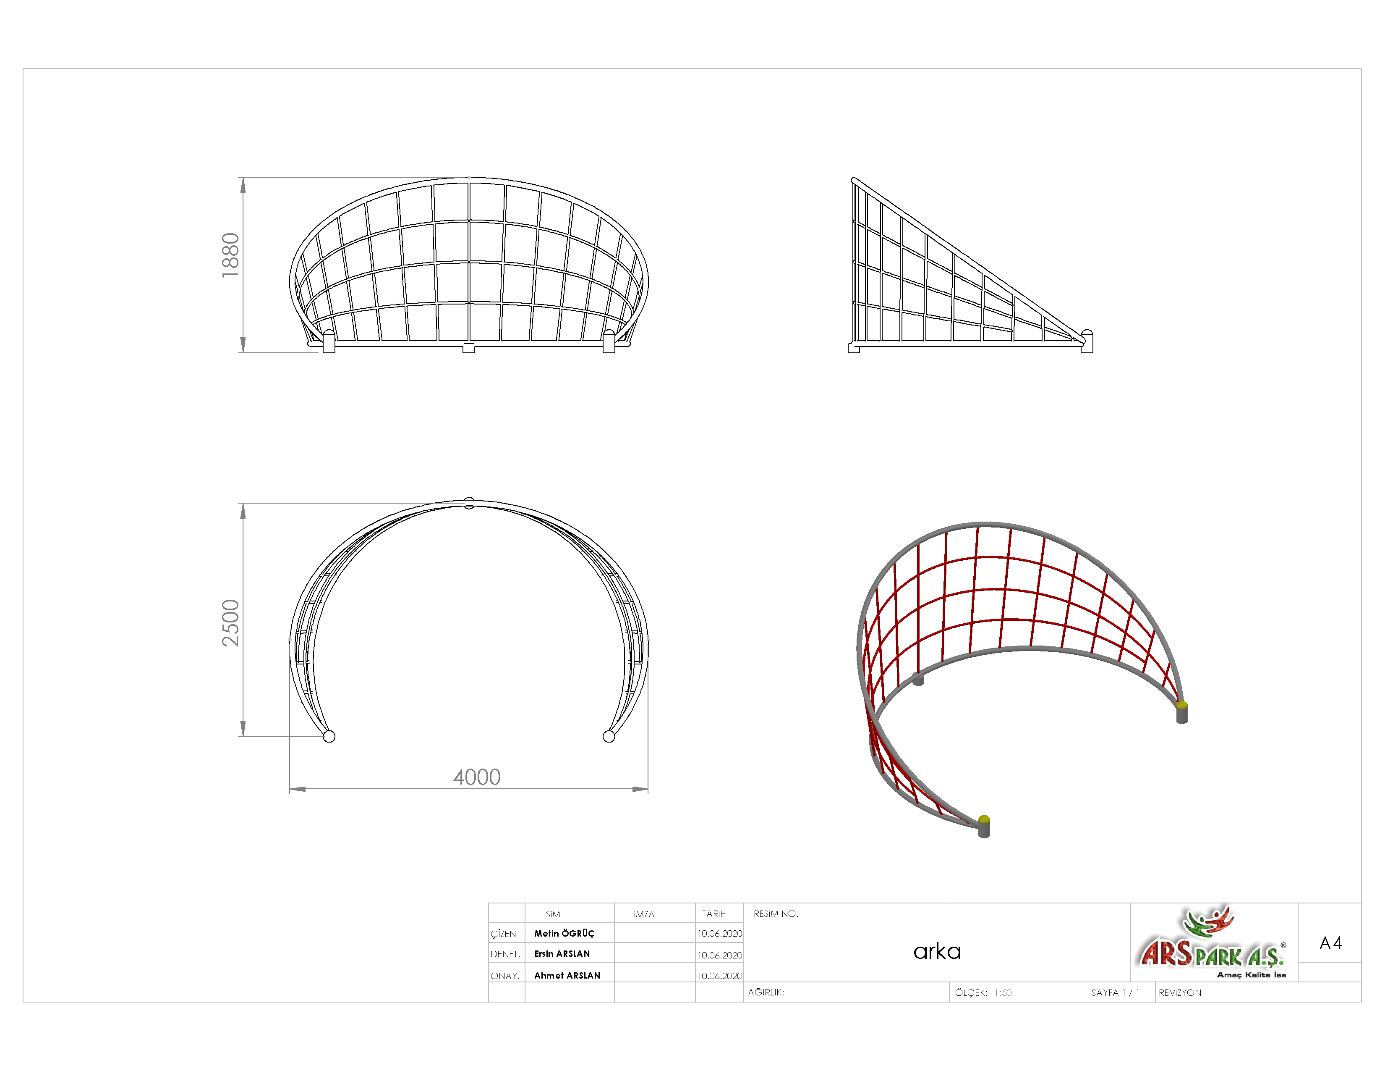 1880
2500
4000
İSİM
İMZA
TARİH
RESİM NO.
ÇİZEN
Metin ÖGRÜÇ
10.06.2020
DENET.
Ersin ARSLAN
10.06.2020
ONAY.
Ahmet ARSLAN
10.06.2020
arka
ARSPARK A.Ş.®
Amaç Kalite ise
A4
AĞIRLIK:
ÖLÇEK: 1:50
SAYFA 1 / 1
REVİZYON